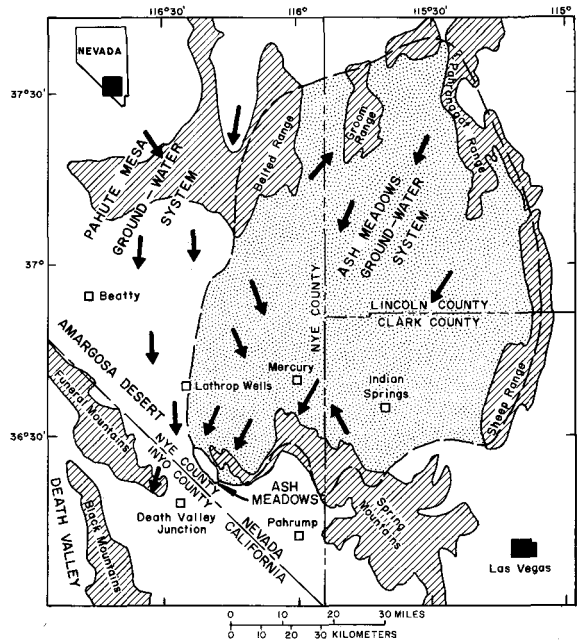 116°30'
116°
115°30'
115°
NEVADA
37°30'
37°
36°30'
PAHUTE MESA
GROUND-WATER
SYSTEM
Belted Range
Groom
Range
Pahranagat Range
ASH MEADOWS
GROUND-WATER
SYSTEM
Beatty
NYE COUNTY
LINCOLN COUNTY
CLARK COUNTY
AMARGOSA DESERT
Funeral Mountains
Lathrop Wells
Mercury
Indian
Springs
Sheep Range
NYE COUNTY
INYO COUNTY
ASH
MEADOWS
DEATH VALLEY
Black Mountains
Death Valley
Junction
NEVADA
CALIFORNIA
Pahrump
Spring
Mountains
Las Vegas
0 10 20 30 MILES
0 10 20 30 KILOMETERS